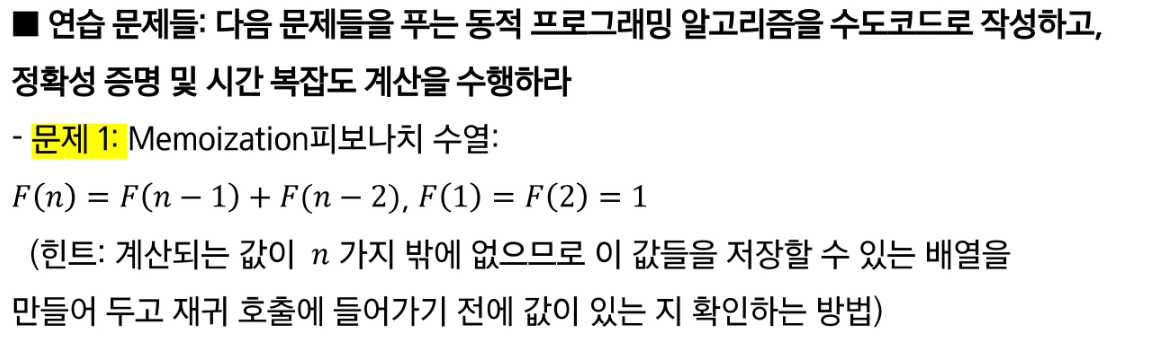 ■ 연습 문제들: 다음 문제들을 푸는 동적 프로그래밍 알고리즘을 수도코드로 작성하고,
정확성 증명 및 시간 복잡도 계산을 수행하라
- 문제 1: Memoization피보나치 수열:
F(n) = F(n − 1) + F(n − 2), F(1) = F(2) = 1
(힌트: 계산되는 값이 n 가지 밖에 없으므로 이 값들을 저장할 수 있는 배열을
만들어 두고 재귀 호출에 들어가기 전에 값이 있는 지 확인하는 방법)